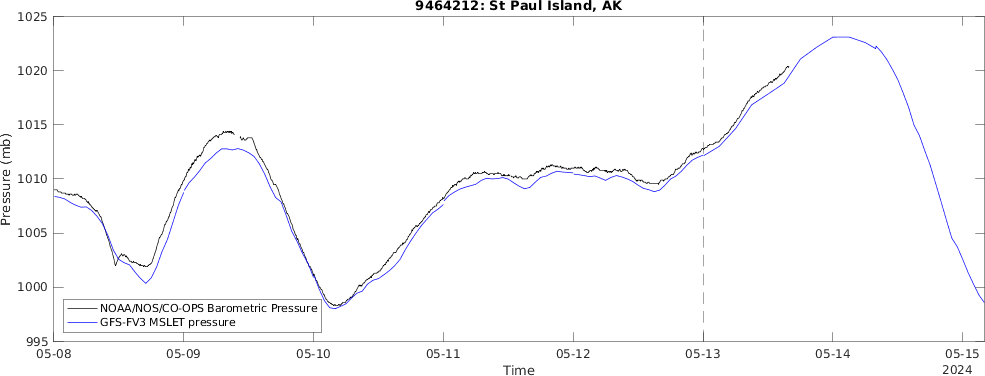 9464212: St Paul Island, AK
Pressure (mb)
1025
1020
1015
1010
1005
1000
995
NOAA/NOS/CO-OPS Barometric Pressure
GFS-FV3 MSLET pressure
05-08 05-09 05-10 05-11 05-12 05-13 05-14 05-15
Time 2024